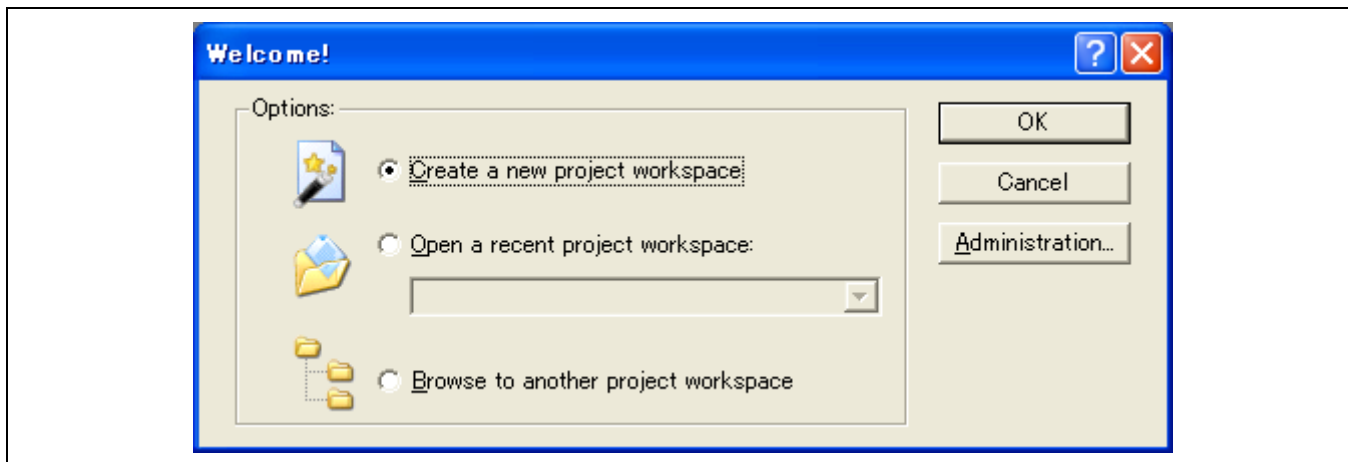 Welcome!
Options:
Create a new project workspace
Open a recent project workspace:
Browse to another project workspace
OK
Cancel
Administration...